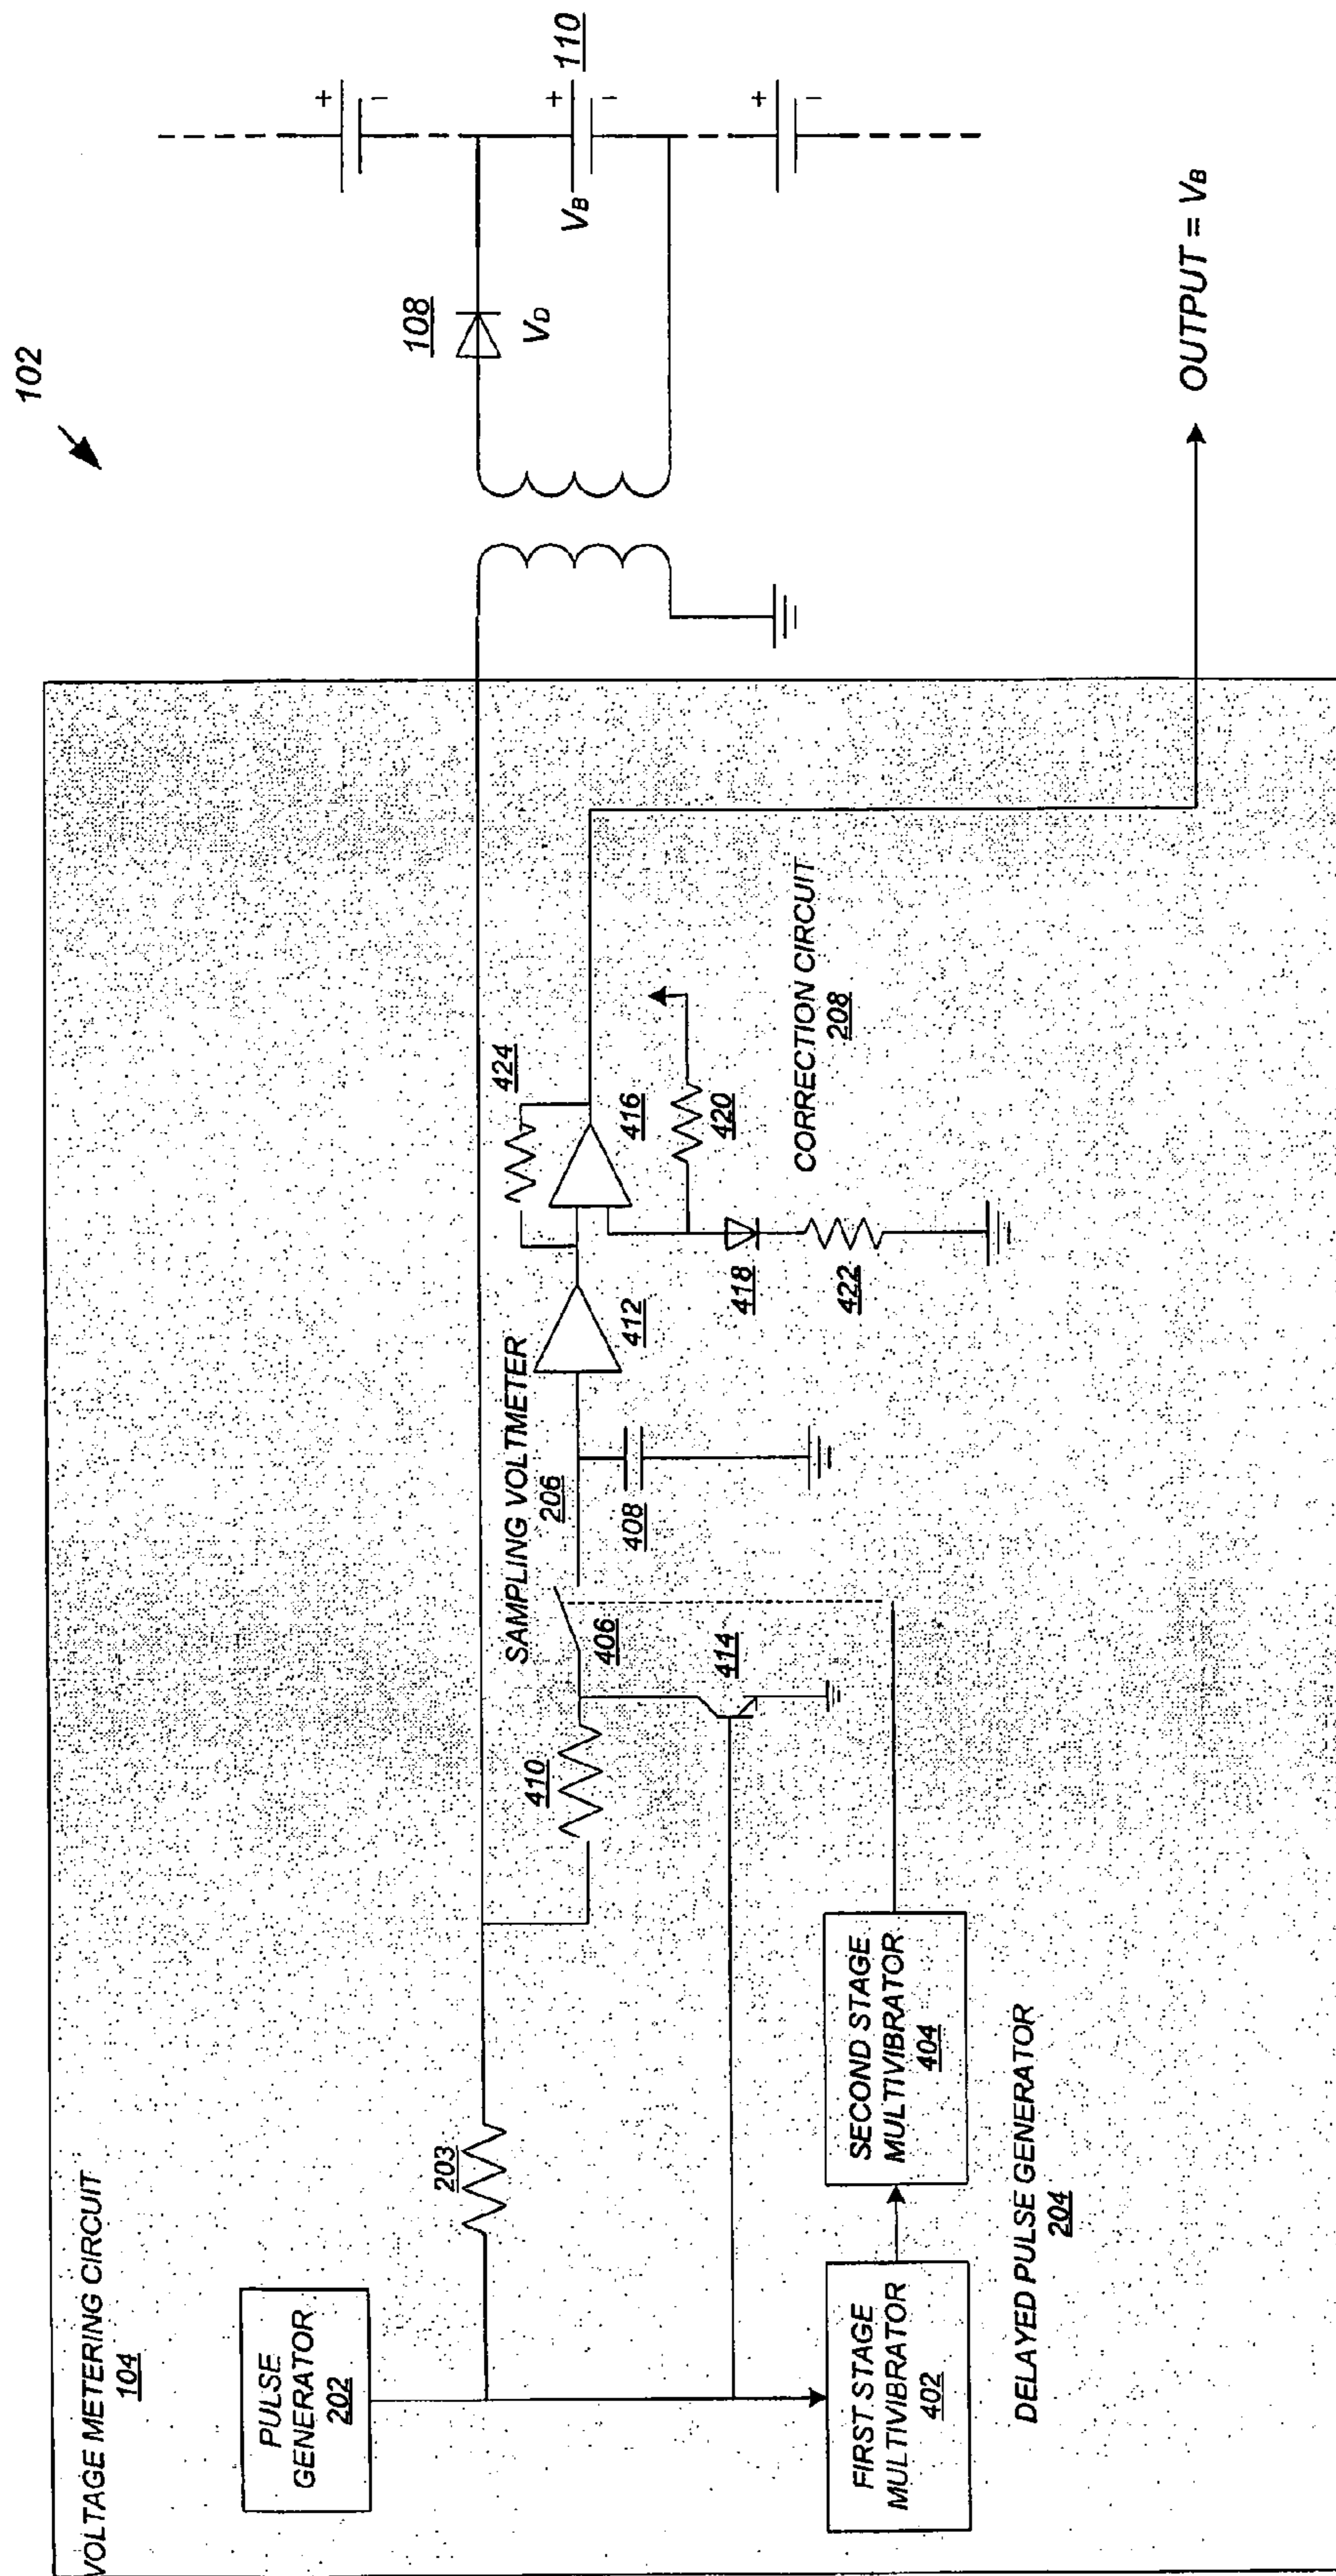 102
VOLTAGE METERING CIRCUIT
104
PULSE
GENERATOR
202
203
410
SAMPLING VOLTMETER
206
406
414
408
412
424
416
420
418
422
CORRECTION CIRCUIT
208
FIRST STAGE
MULTIVIBRATOR
402
SECOND STAGE
MULTIVIBRATOR
404
DELAYED PULSE GENERATOR
204
108
VD
VB
110
+
-
+
-
+
-
OUTPUT = VB